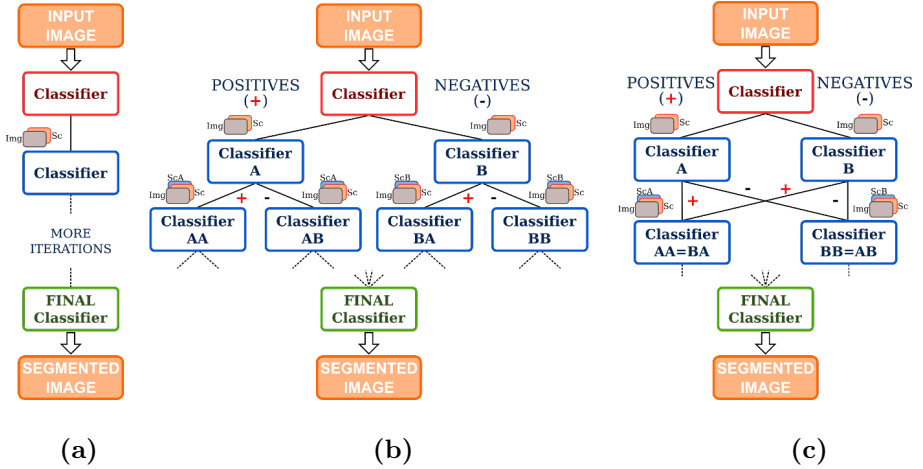 INPUT
IMAGE
Classifier
Img Sc
Classifier
MORE
ITERATIONS
FINAL
Classifier
SEGMENTED
IMAGE
(a)
INPUT
IMAGE
POSITIVES
(+)
Classifier
NEGATIVES
(-)
Img Sc
Img Sc
Classifier
A
Classifier
B
ScA
Img Sc
+ -
ScA
Img Sc
ScB
Img Sc
+ -
ScB
Img Sc
Classifier
AA
Classifier
AB
Classifier
BA
Classifier
BB
FINAL
Classifier
SEGMENTED
IMAGE
(b)
INPUT
IMAGE
POSITIVES
(+)
Classifier
NEGATIVES
(-)
Img Sc
Img Sc
Classifier
A
Classifier
B
ScA
Img Sc
+ - + -
ScB
Img Sc
Classifier
AA=BA
Classifier
BB=AB
FINAL
Classifier
SEGMENTED
IMAGE
(c)